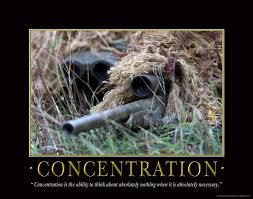 · CONCENTRATION ·
" Concentration is the ability to think about absolutely nothing when it is absolutely necessary. "